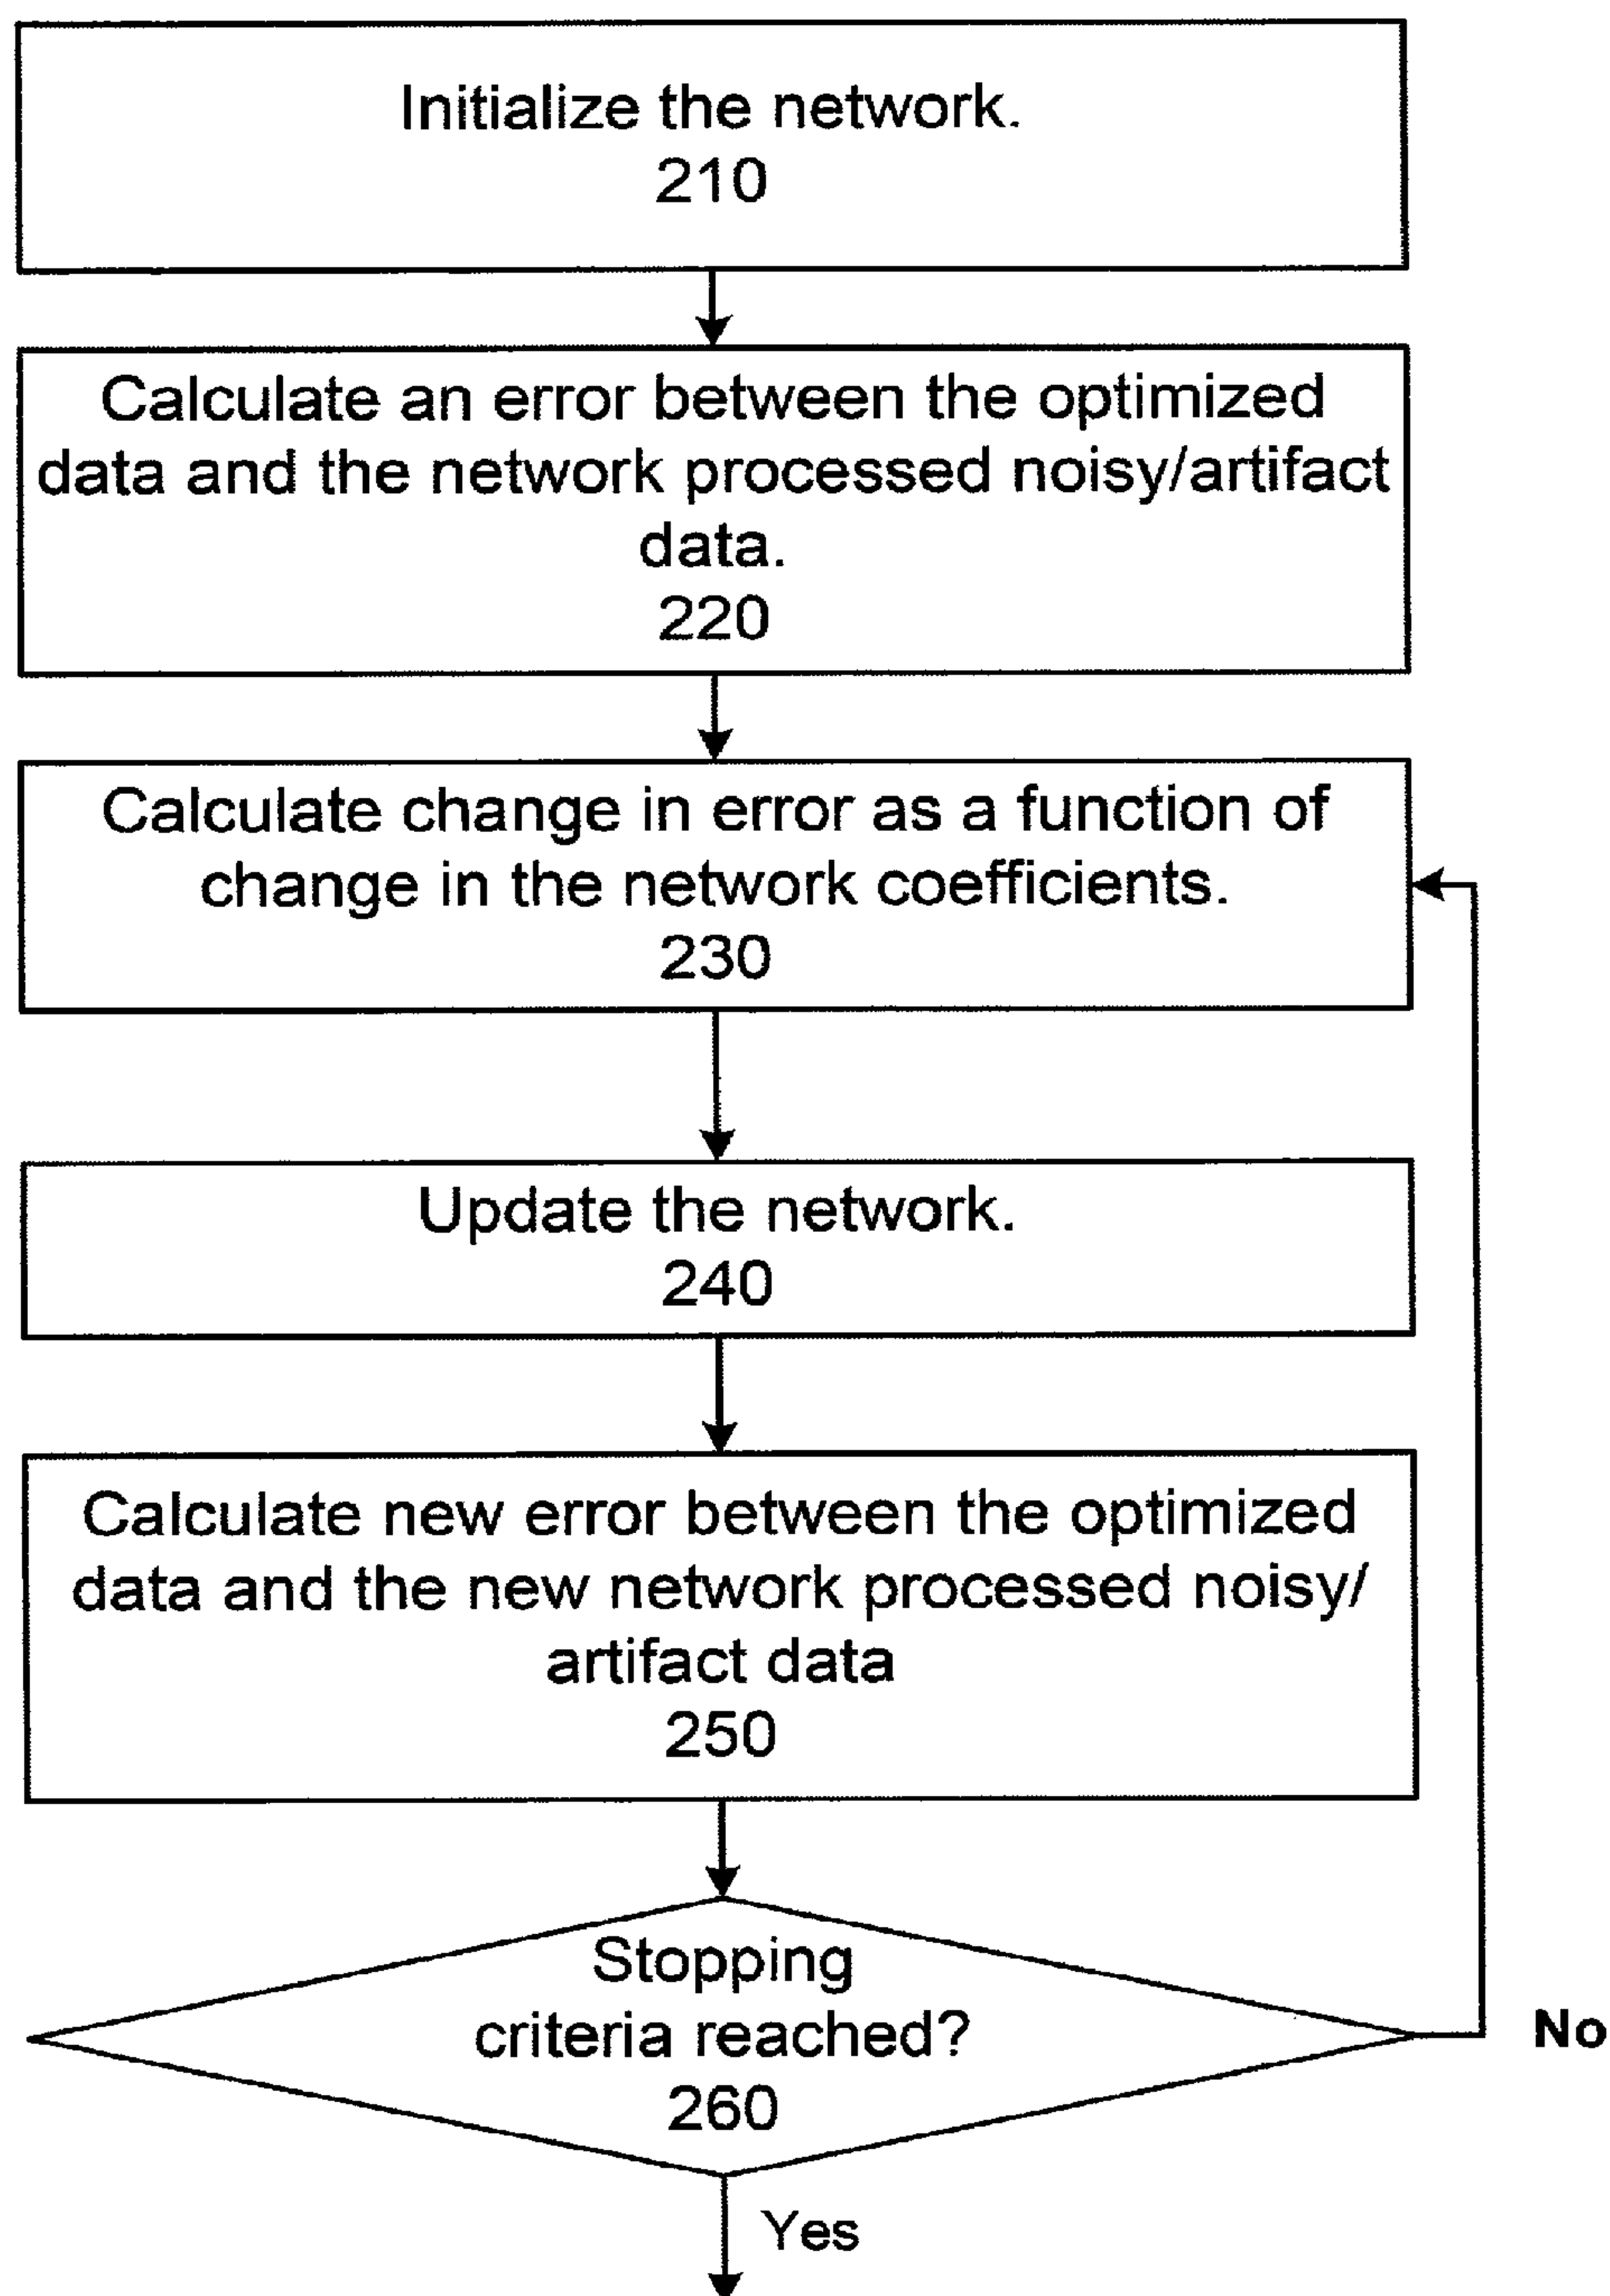 Initialize the network.
210
Calculate an error between the optimized
data and the network processed noisy/artifact
data.
220
Calculate change in error as a function of
change in the network coefficients.
230
Update the network.
240
Calculate new error between the optimized
data and the new network processed noisy/
artifact data
250
Stopping
criteria reached?
260
No
Yes